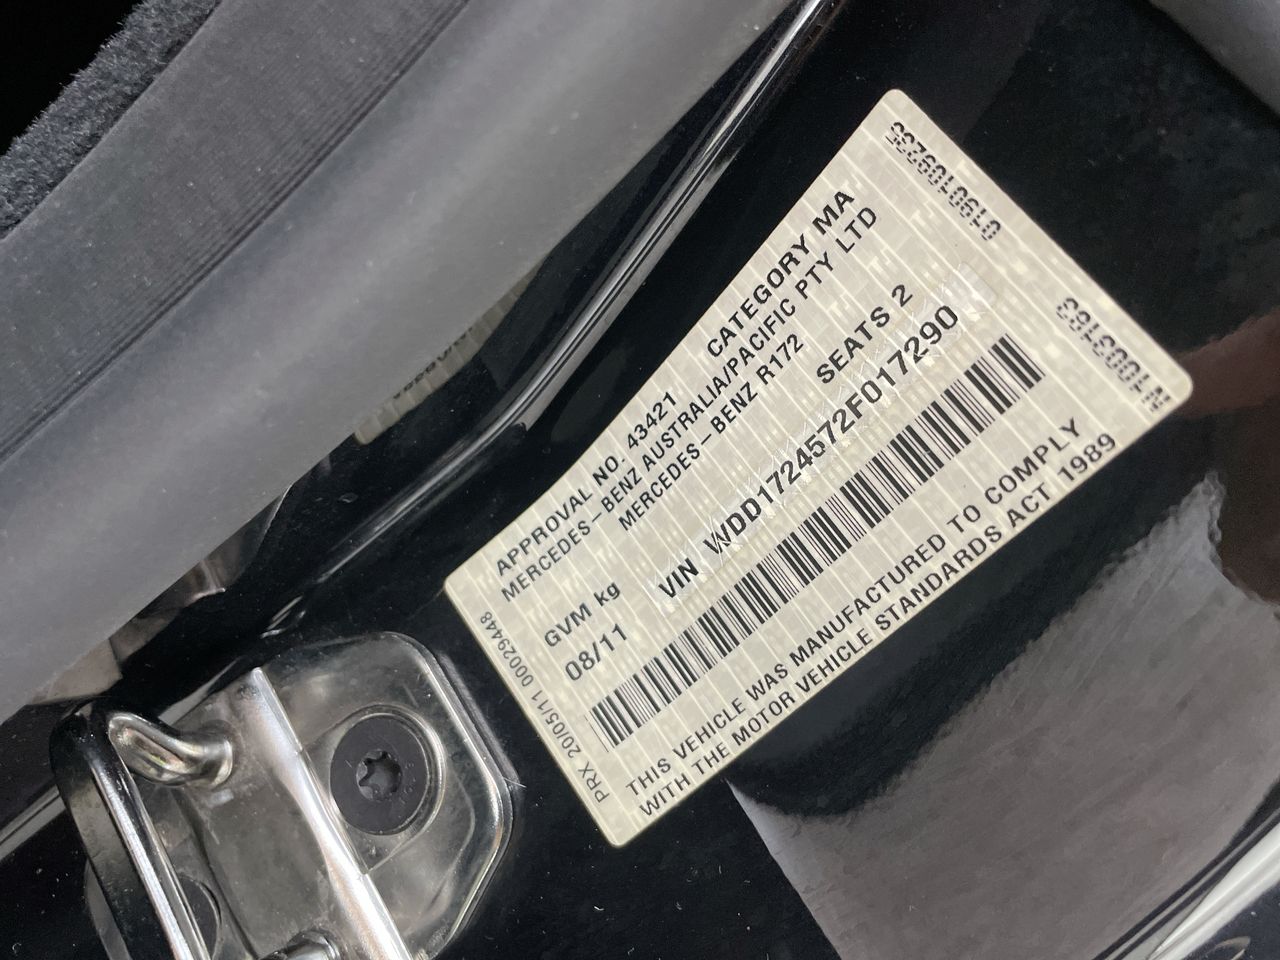 APPROVAL NO. 43421 CATEGORY MA
MERCEDES-BENZ AUSTRALIA/PACIFIC PTY LTD
MERCEDES-BENZ R172
GVM kg SEATS 2
08/11 VIN WDD1724572F017290
THIS VEHICLE WAS MANUFACTURED TO COMPLY
WITH THE MOTOR VEHICLE STANDARDS ACT 1989
PRX 20/05/11 00029448